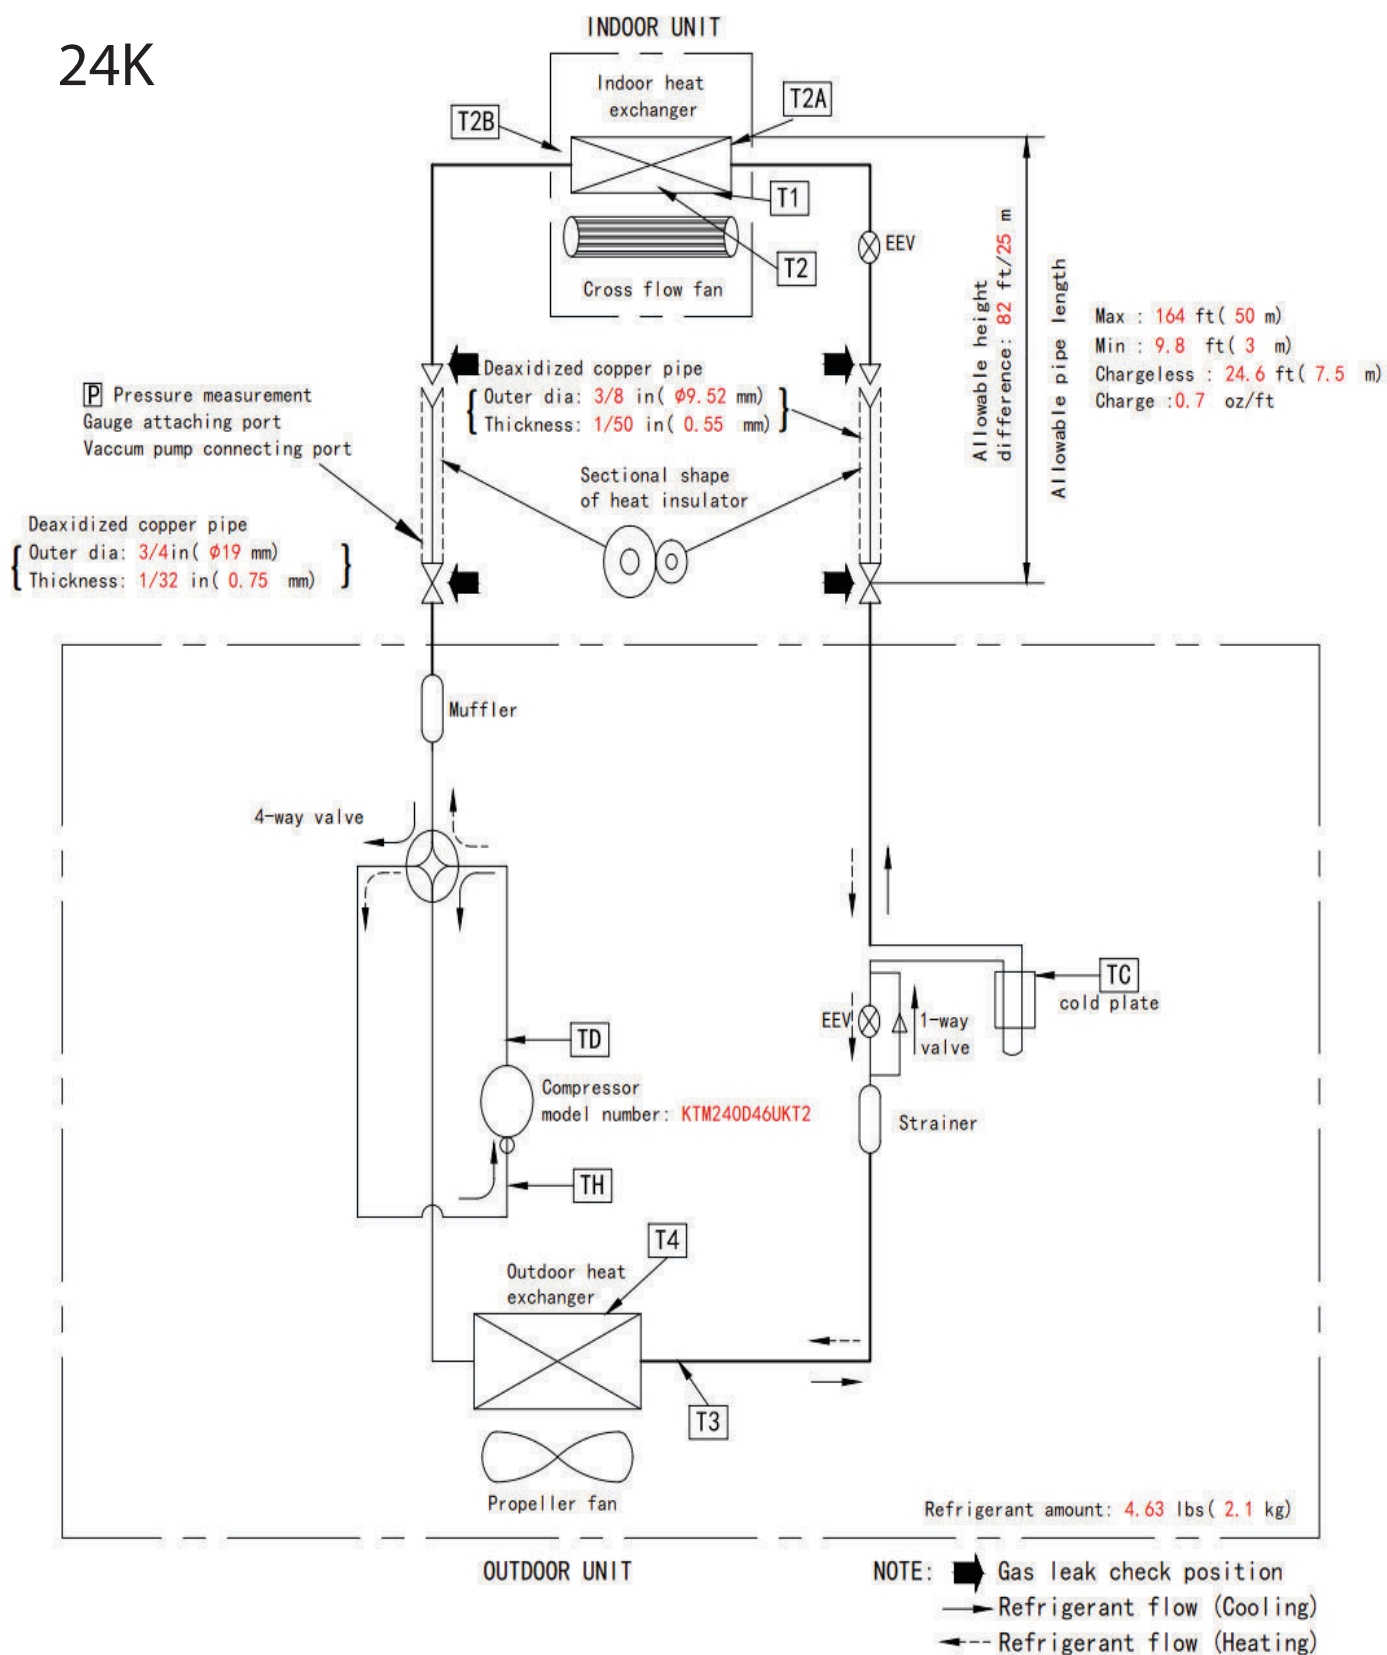 24K
INDOOR UNIT
Indoor heat
exchanger
T2A
T2B
T1
T2
EEV
Cross flow fan
Allowable height
difference: 82 ft/25 m
Allowable pipe length
Max : 164 ft( 50 m)
Min : 9.8 ft( 3 m)
Chargeless : 24.6 ft( 7.5 m)
Charge :0.7 oz/ft
Deaxidized copper pipe
Outer dia: 3/8 in( φ9.52 mm)
Thickness: 1/50 in( 0.55 mm)
P Pressure measurement
Gauge attaching port
Vaccum pump connecting port
Sectional shape
of heat insulator
Deaxidized copper pipe
Outer dia: 3/4in( φ19 mm)
Thickness: 1/32 in( 0.75 mm)
Muffler
4-way valve
TC
cold plate
EEV
1-way
valve
TD
Compressor
model number: KTM240D46UKT2
Strainer
TH
T4
Outdoor heat
exchanger
T3
Propeller fan
Refrigerant amount: 4.63 lbs( 2.1 kg)
OUTDOOR UNIT
NOTE: Gas leak check position
Refrigerant flow (Cooling)
Refrigerant flow (Heating)